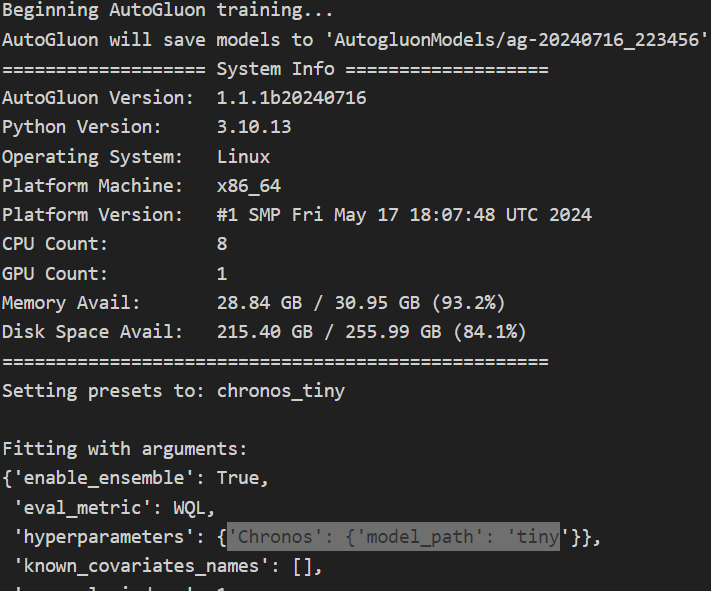 Beginning AutoGluon training...
AutoGluon will save models to 'AutogluonModels/ag-20240716_223456'
=================== System Info ===================
AutoGluon Version:  1.1.1b20240716
Python Version:     3.10.13
Operating System:   Linux
Platform Machine:   x86_64
Platform Version:   #1 SMP Fri May 17 18:07:48 UTC 2024
CPU Count:          8
GPU Count:          1
Memory Avail:       28.84 GB / 30.95 GB (93.2%)
Disk Space Avail:   215.40 GB / 255.99 GB (84.1%)
===================================================
Setting presets to: chronos_tiny
Fitting with arguments:
{'enable_ensemble': True,
 'eval_metric': WQL,
 'hyperparameters': {'Chronos': {'model_path': 'tiny'}},
 'known_covariates_names': [],